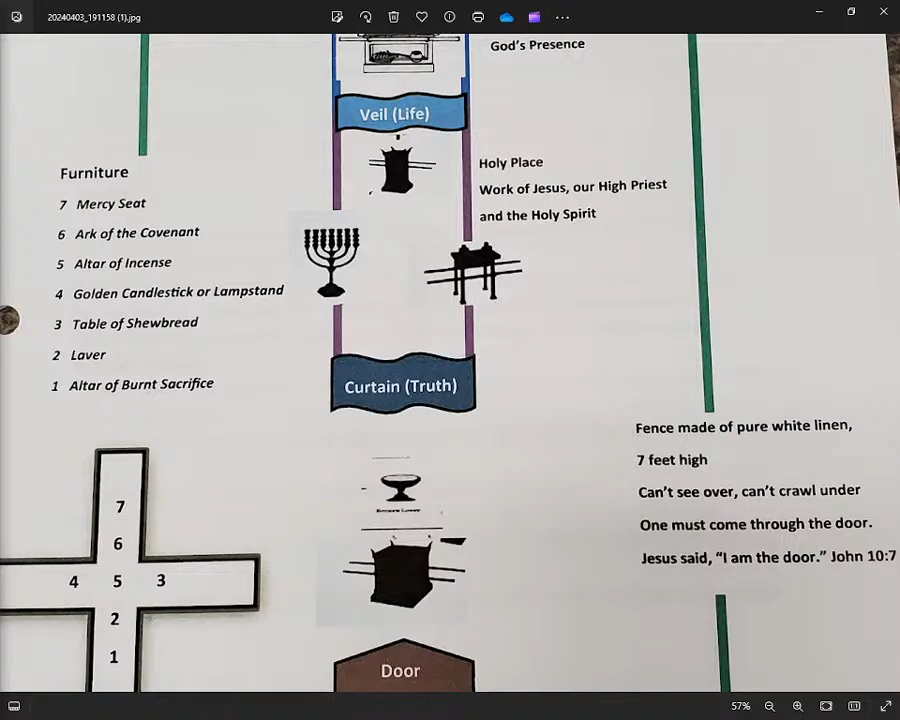 20240403_191158 (1).jpg
God's Presence
Veil (Life)
Holy Place
Work of Jesus, our High Priest
and the Holy Spirit
Furniture
7 Mercy Seat
6 Ark of the Covenant
5 Altar of Incense
4 Golden Candlestick or Lampstand
3 Table of Shewbread
2 Laver
1 Altar of Burnt Sacrifice
Curtain (Truth)
Fence made of pure white linen,
7 feet high
Can't see over, can't crawl under
One must come through the door.
Jesus said, "I am the door." John 10:7
7
6
4 5 3
2
1
Door
57%